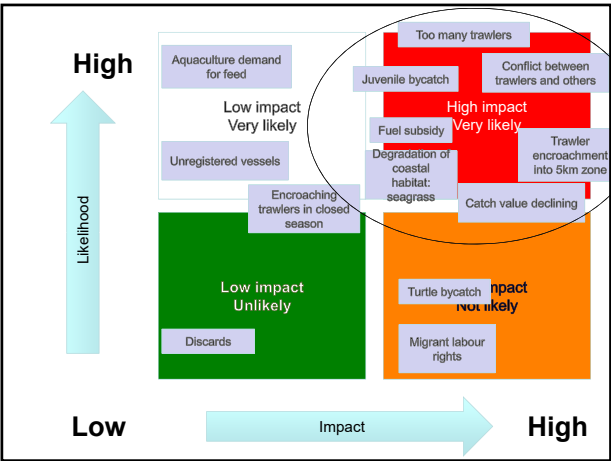 Too many trawlers
High
Aquaculture demand
for feed
Conflict between
trawlers and others
Juvenile bycatch
Low impact
Very likely
High impact
Very likely
Fuel subsidy
Unregistered vessels
Degradation of
coastal
habitat:
seagrass
Trawler
encroachment
into 5km zone
Encroaching
trawlers in closed
season
Catch value declining
Likelihood
Low impact
Unlikely
Turtle bycatch
mpact
Not likely
Discards
Migrant labour
rights
Low
Impact
High